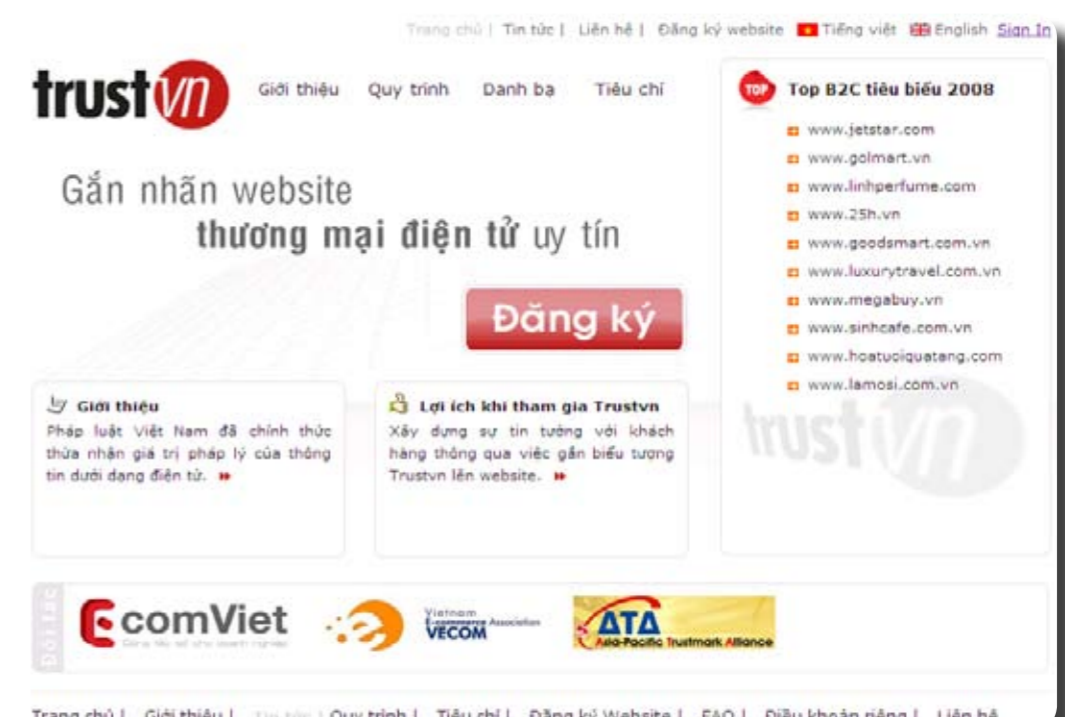 Trang chủ | Tin tức | Liên hệ | Đăng ký website Tiếng việt English Sign In
trustvn
Giới thiệu Quy trình Danh bạ Tiêu chí
Gắn nhãn website
thương mại điện tử uy tín
Đăng ký
TOP Top B2C tiêu biểu 2008
www.jetstar.com
www.golmart.vn
www.linhperfume.com
www.25h.vn
www.goodsmart.com.vn
www.luxurytravel.com.vn
www.megabuy.vn
www.sinhcafe.com.vn
www.hoatuoiquatang.com
www.lamosi.com.vn
trustvn
Giới thiệu
Pháp luật Việt Nam đã chính thức
thừa nhận giá trị pháp lý của thông
tin dưới dạng điện tử.
Lợi ích khi tham gia Trustvn
Xây dựng sự tin tưởng với khách
hàng thông qua việc gắn biểu tượng
Trustvn lên website.
Đối tác
EcomViet
Vietnam
E-commerce Association
VECOM
ATA
Asia-Pacific Trustmark Alliance
Trang chủ | Giới thiệu | Tin tức | Quy trình | Tiêu chí | Đăng ký Website | FAQ | Điều khoản riêng | Liên hệ